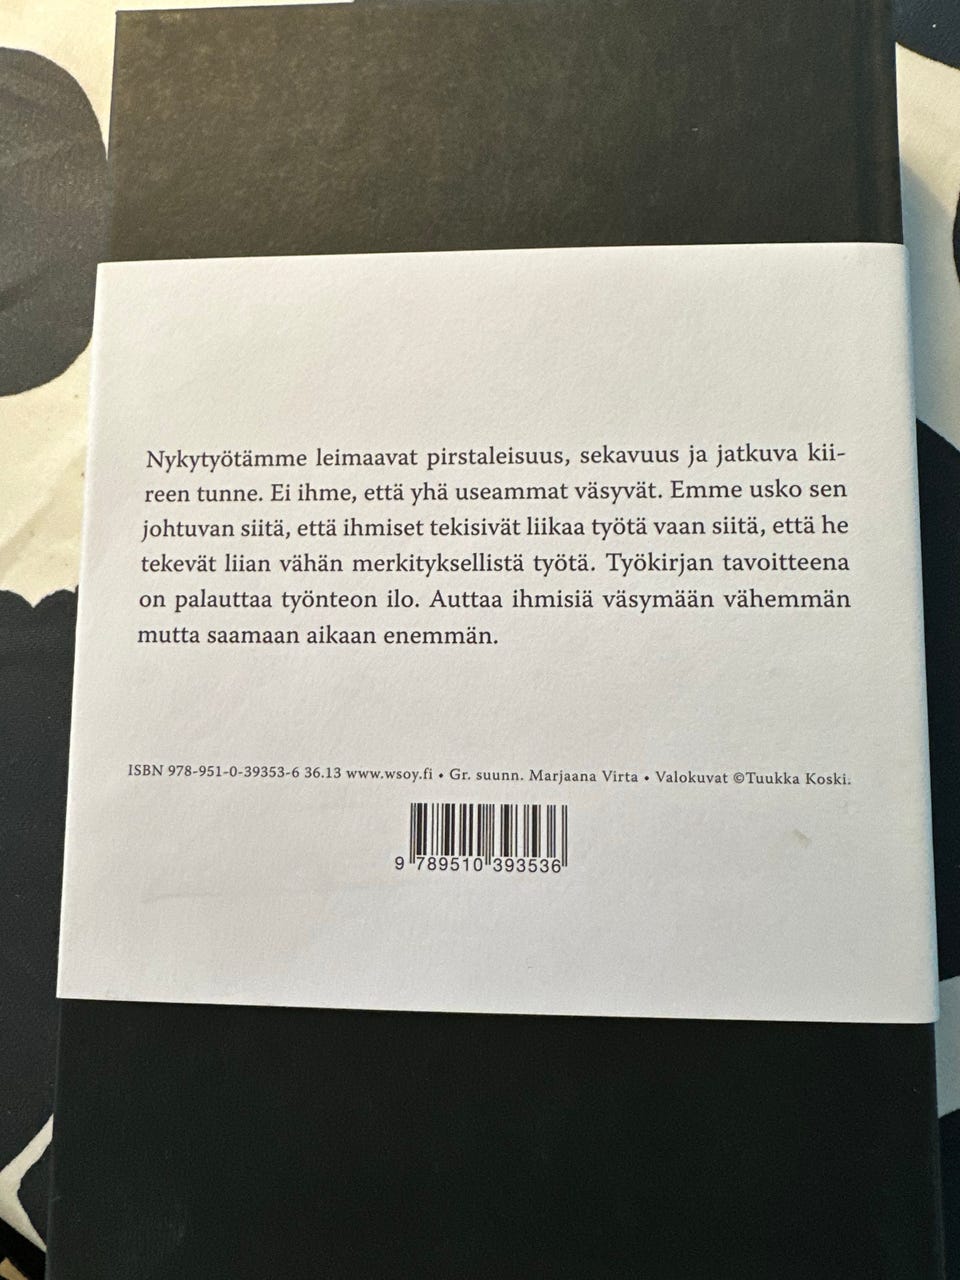 Nykytyötämme leimaavat pirstaleisuus, sekavuus ja jatkuva kii-
reen tunne. Ei ihme, että yhä useammat väsyvät. Emme usko sen
johtuvan siitä, että ihmiset tekisivät liikaa työtä vaan siitä, että he
tekevät liian vähän merkityksellistä työtä. Työkirjan tavoitteena
on palauttaa työnteon ilo. Auttaa ihmisiä väsymään vähemmän
mutta saamaan aikaan enemmän.
ISBN 978-951-0-39353-6 36.13 www.wsoy.fi • Gr. suunn. Marjaana Virta • Valokuvat ©Tuukka Koski.
9 789510 393536